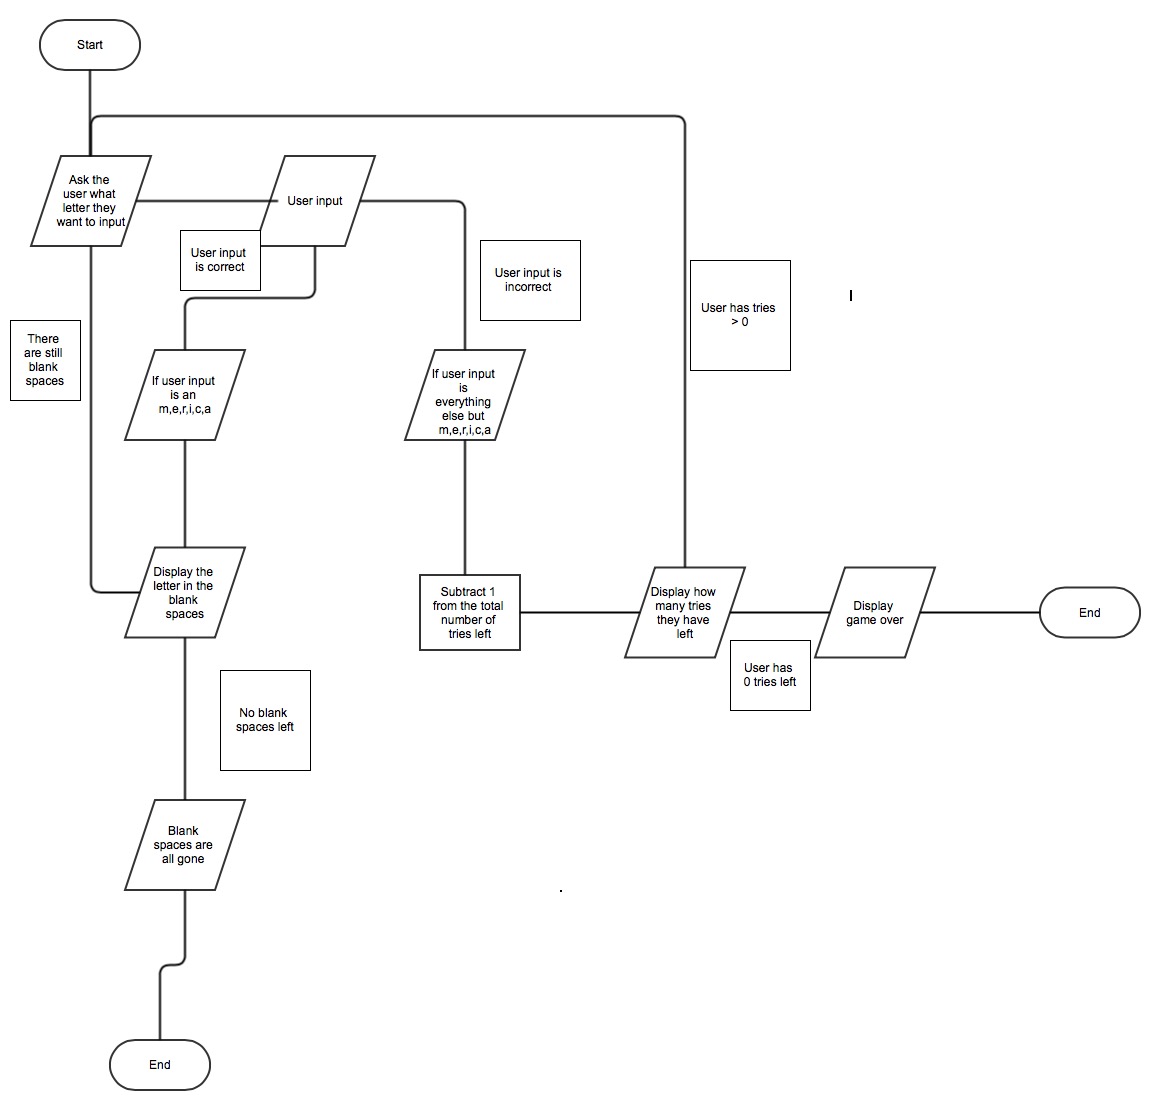 Start
Ask the
user what
letter they
want to input
User input
User input
is correct
User input is
incorrect
User has tries
> 0
There
are still
blank
spaces
If user input
is an
m,e,r,i,c,a
If user input
is
everything
else but
m,e,r,i,c,a
Display the
letter in the
blank
spaces
Subtract 1
from the total
number of
tries left
Display how
many tries
they have
left
Display
game over
End
User has
0 tries left
No blank
spaces left
Blank
spaces are
all gone
End